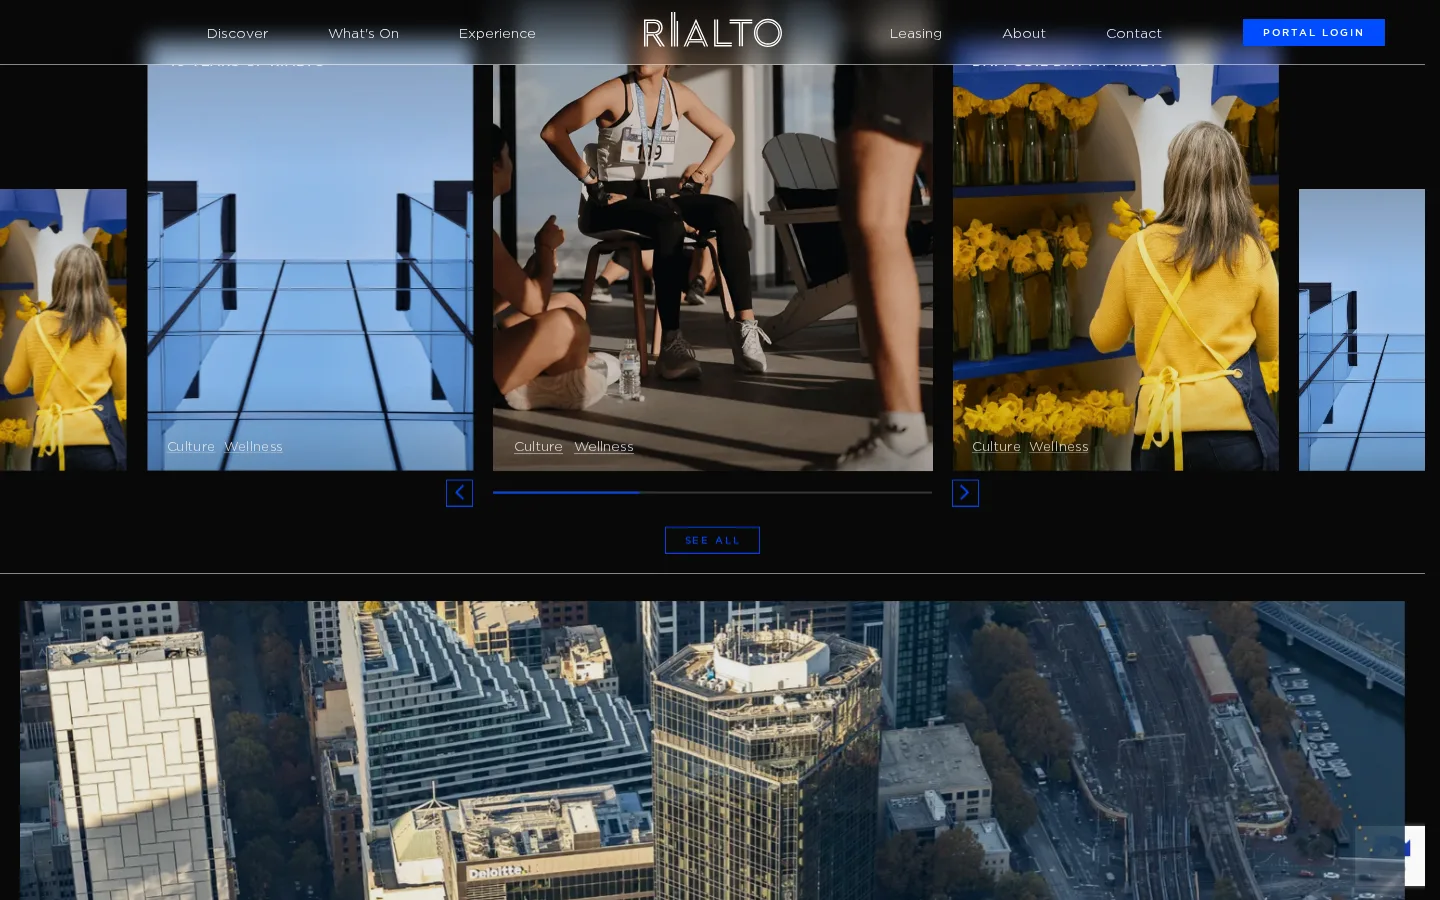 Discover What's On Experience RIALTO Leasing About Contact PORTAL LOGIN
119
Culture Wellness
Culture Wellness
Culture Wellness
SEE ALL
Deloitte